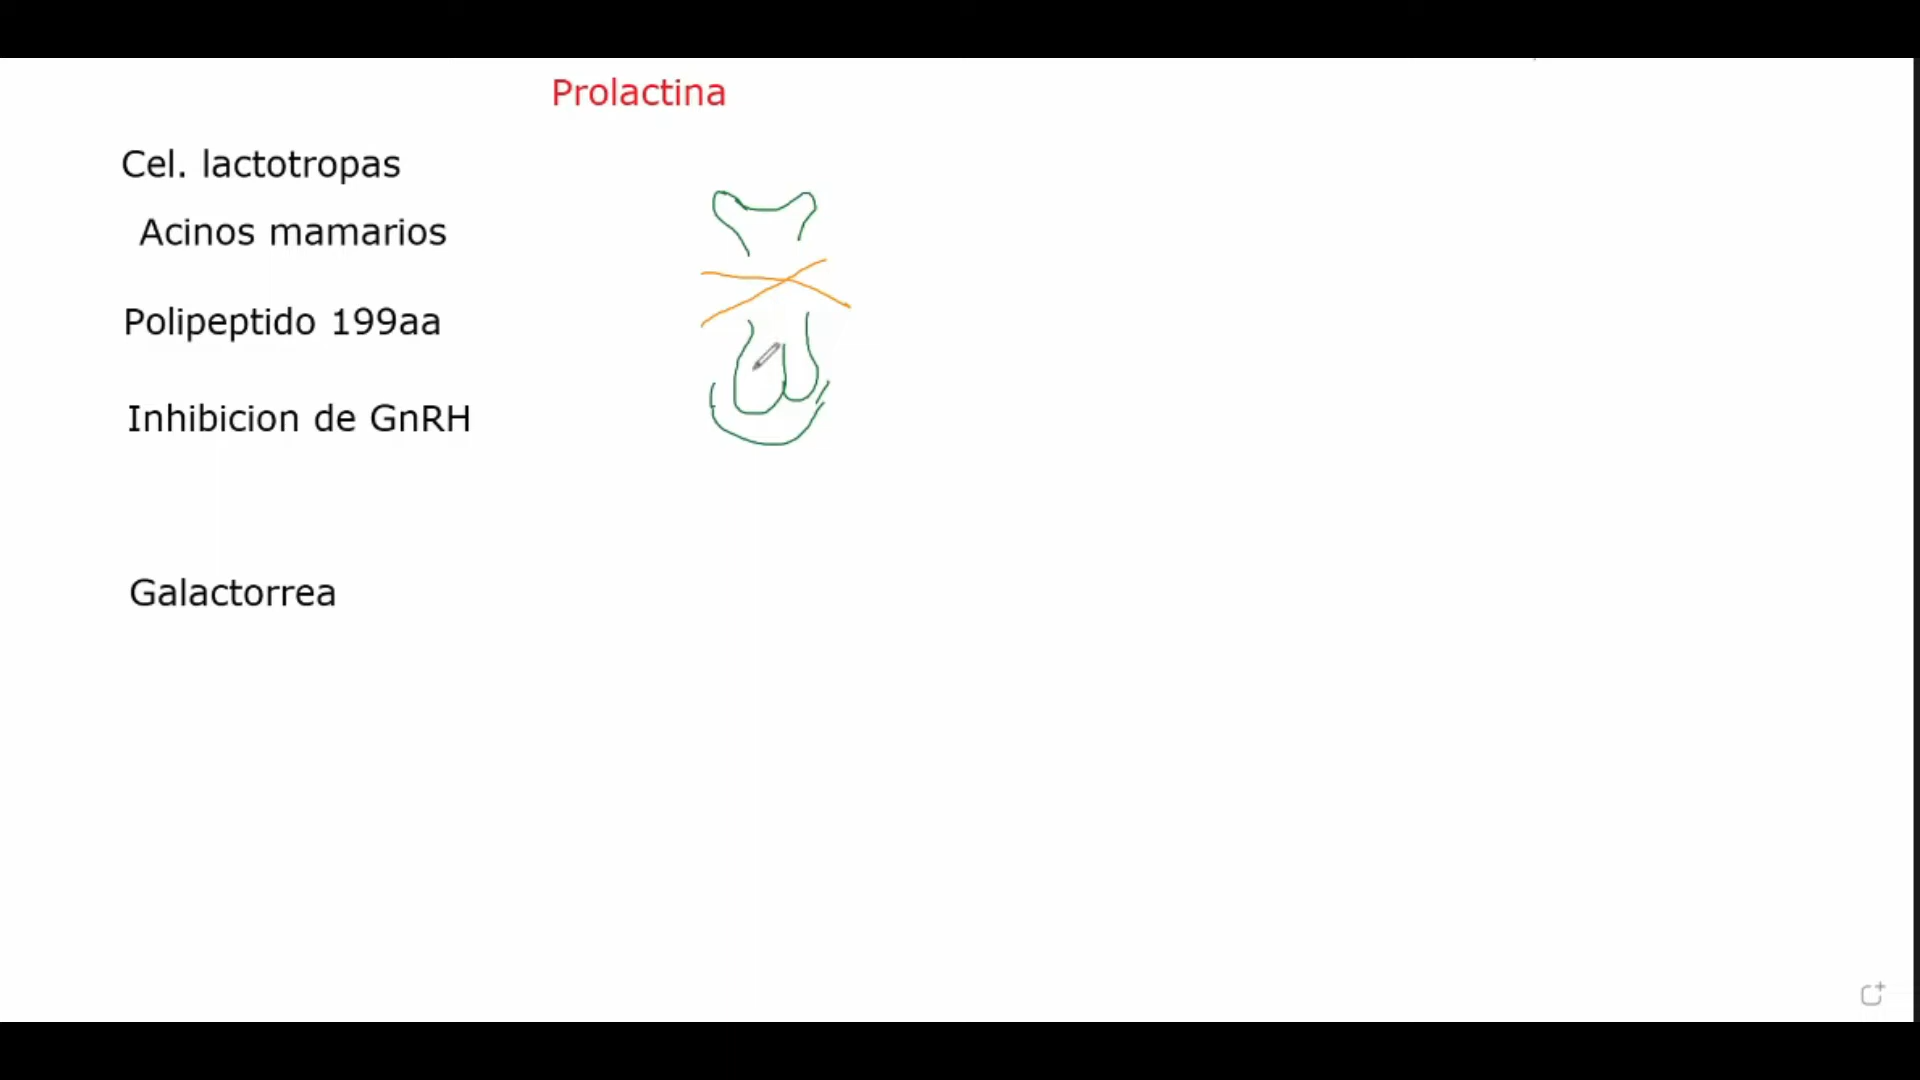 Prolactina
Cel. lactotropas
Acinos mamarios
Polipeptido 199aa
Inhibicion de GnRH
Galactorrea